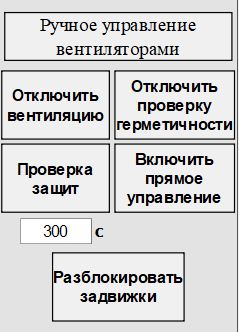 Ручное управление
вентиляторами
Отключить
вентиляцию
Отключить
проверку
герметичности
Проверка
защит
Включить
прямое
управление
300 с
Разблокировать
задвижки